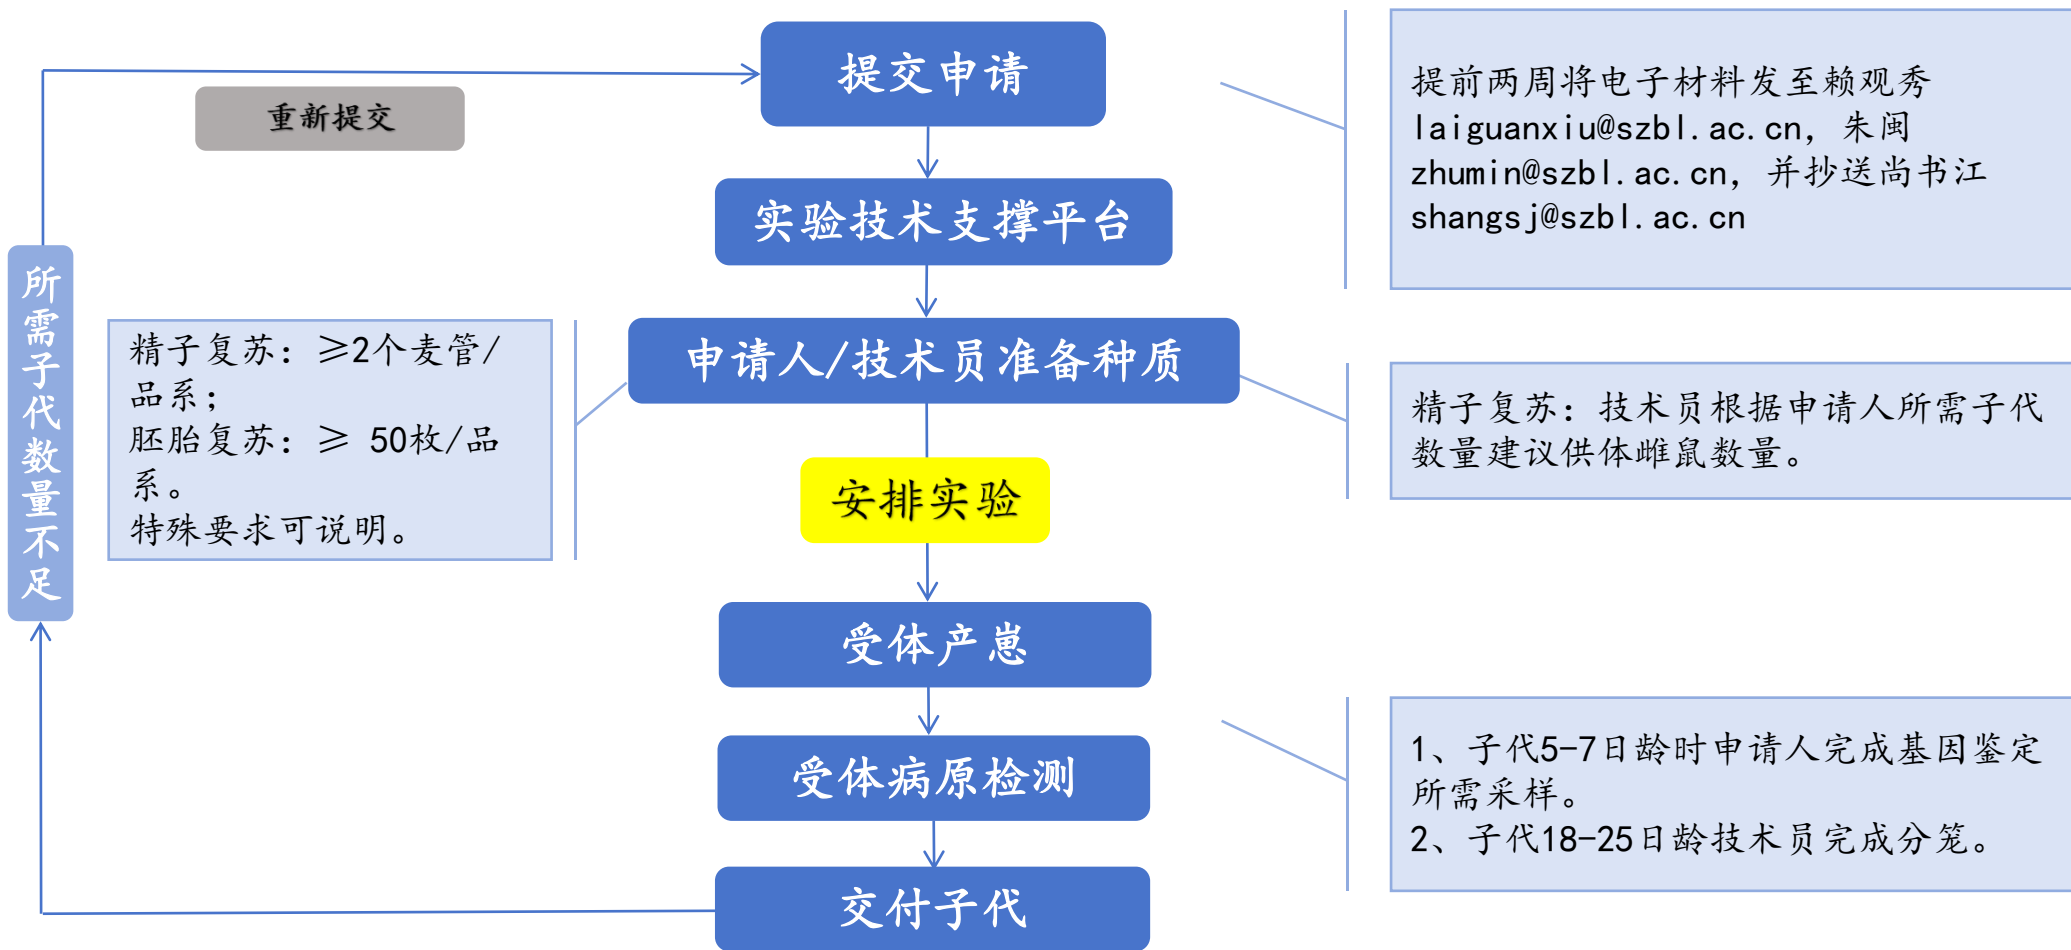 提交申请
重新提交
提前两周将电子材料发至赖观秀
laiguanxiu@szbl.ac.cn, 朱闽
zhumin@szbl.ac.cn, 并抄送尚书江
shangsj@szbl.ac.cn
实验技术支撑平台
所需子代数量不足
精子复苏: ≥2个麦管/
品系;
胚胎复苏: ≥ 50枚/品
系。
特殊要求可说明。
申请人/技术员准备种质
精子复苏: 技术员根据申请人所需子代
数量建议供体雌鼠数量。
安排实验
受体产崽
受体病原检测
1、子代5-7日龄时申请人完成基因鉴定
所需采样。
2、子代18-25日龄技术员完成分笼。
交付子代